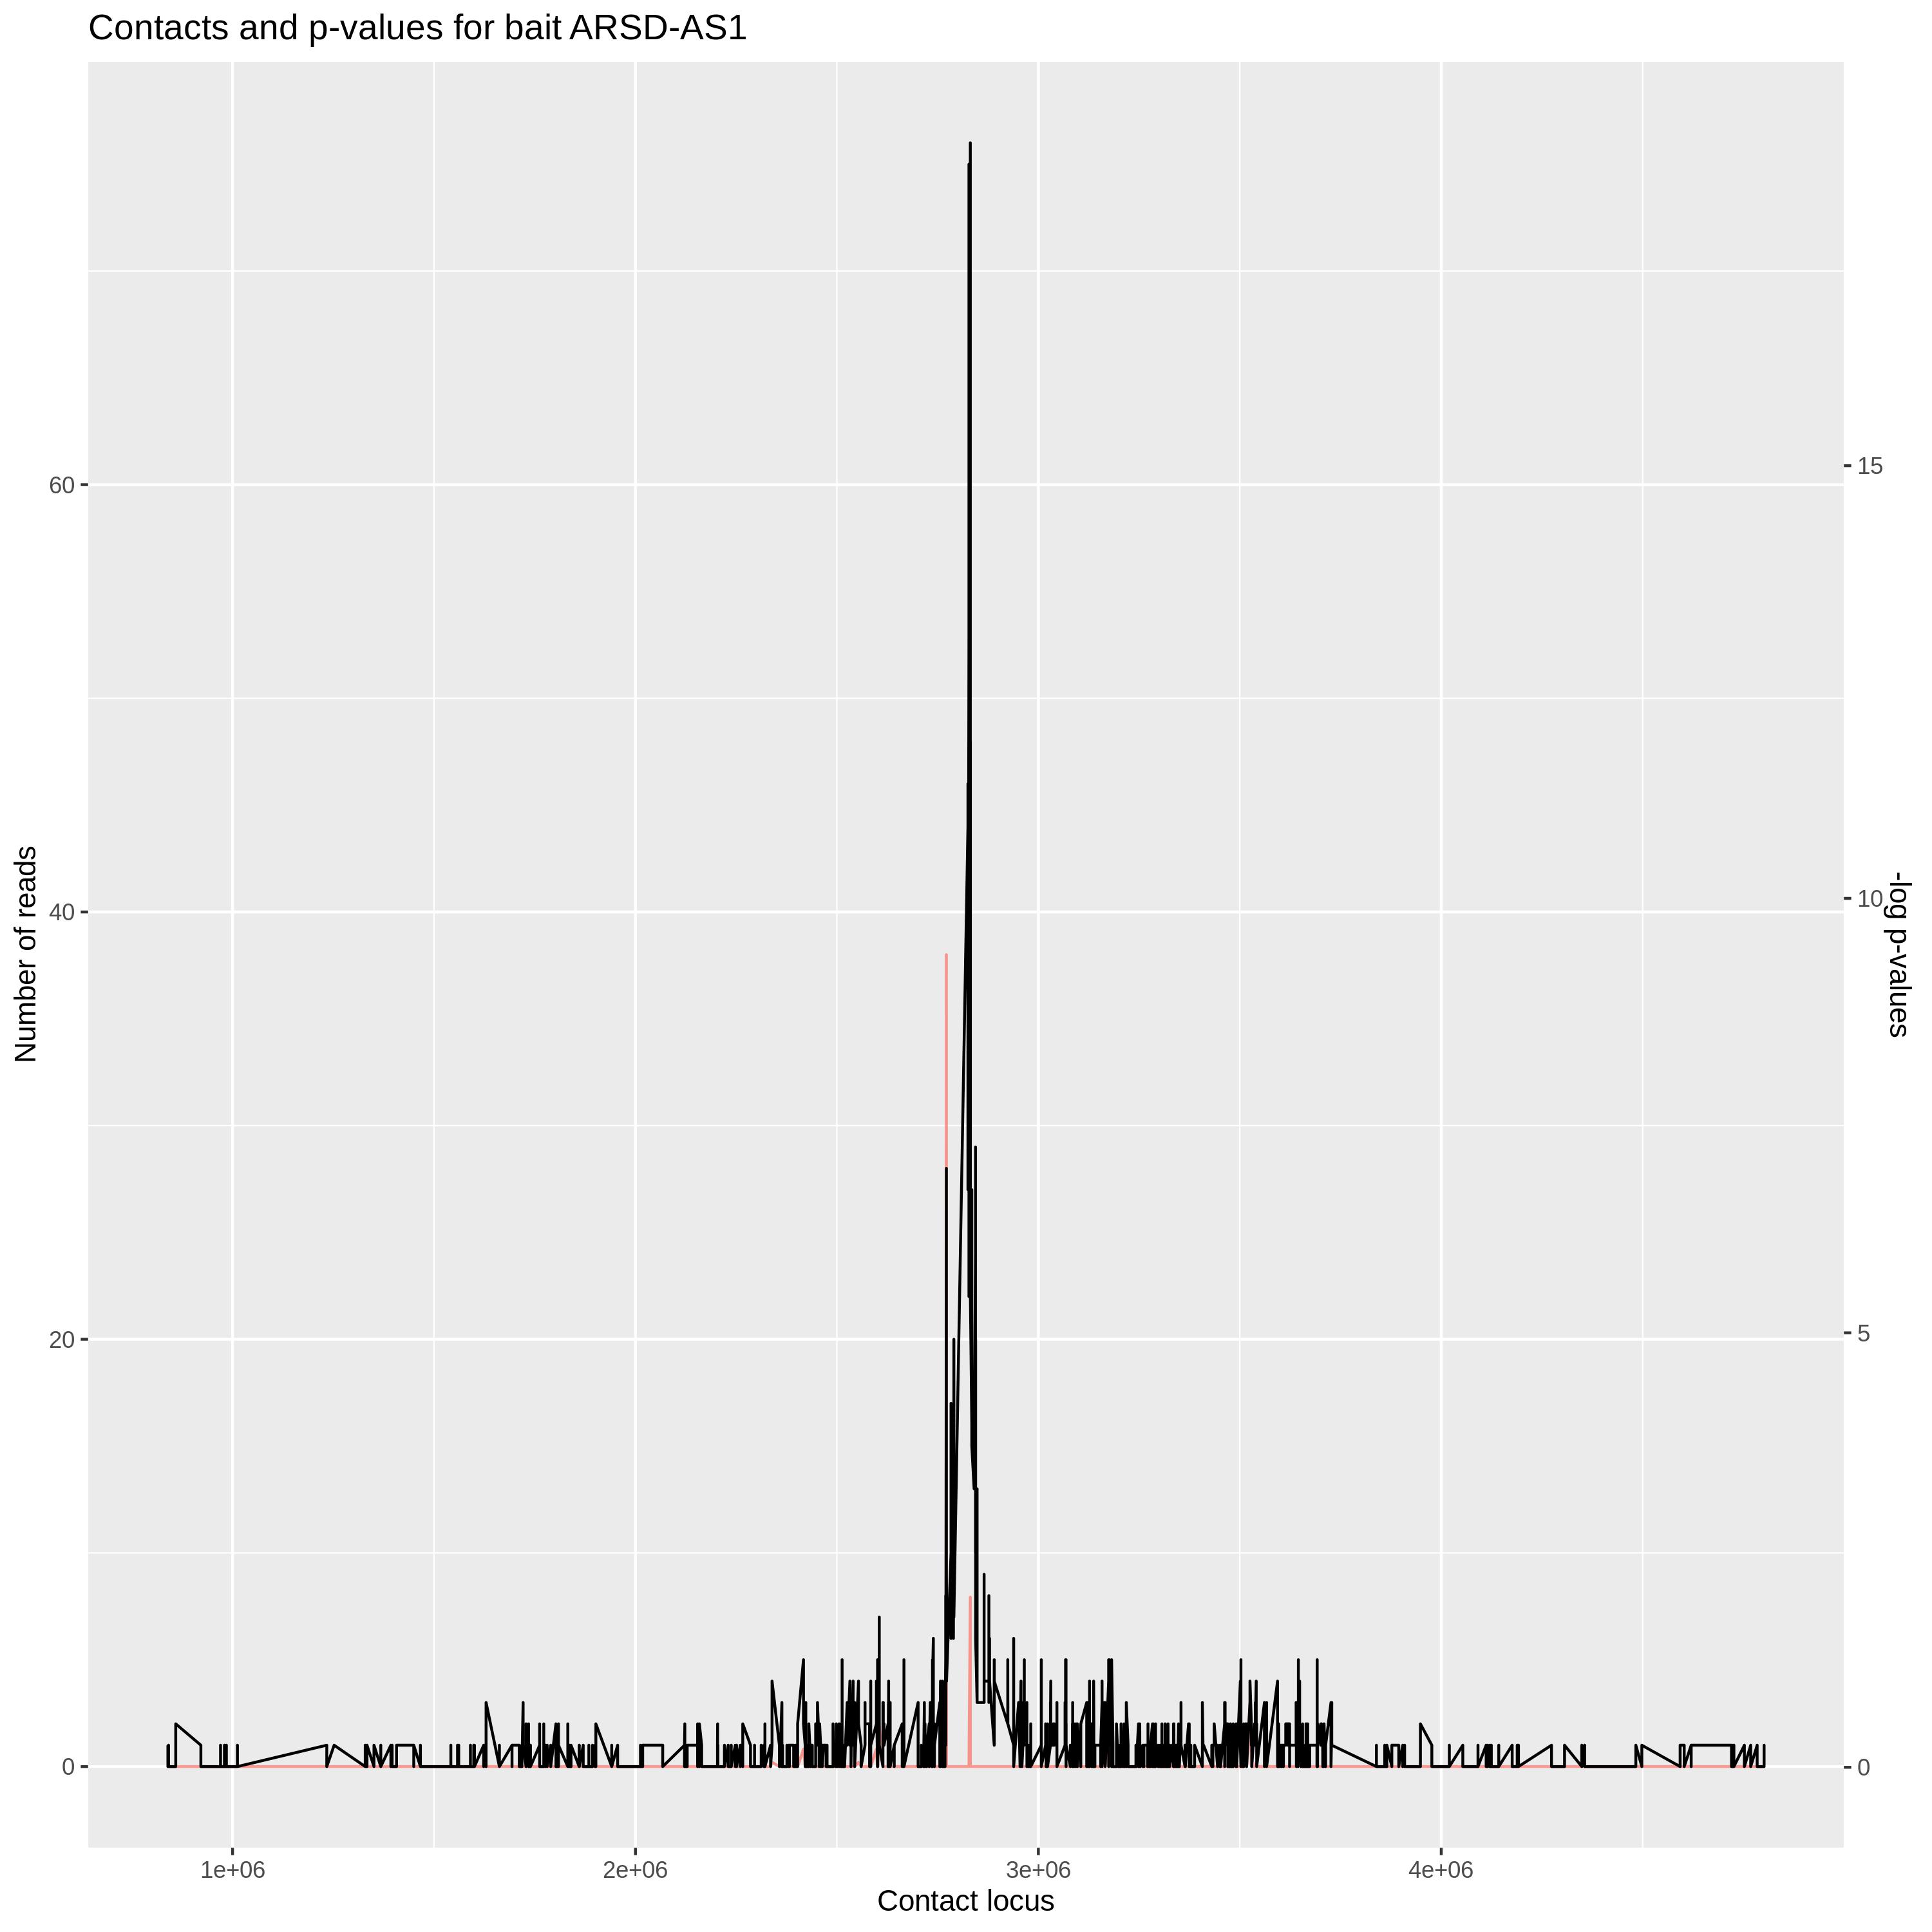 Contacts and p-values for bait ARSD-AS1
Number of reads
60
40
20
0
15
10
5
0
-log p-values
1e+06
2e+06
3e+06
4e+06
Contact locus